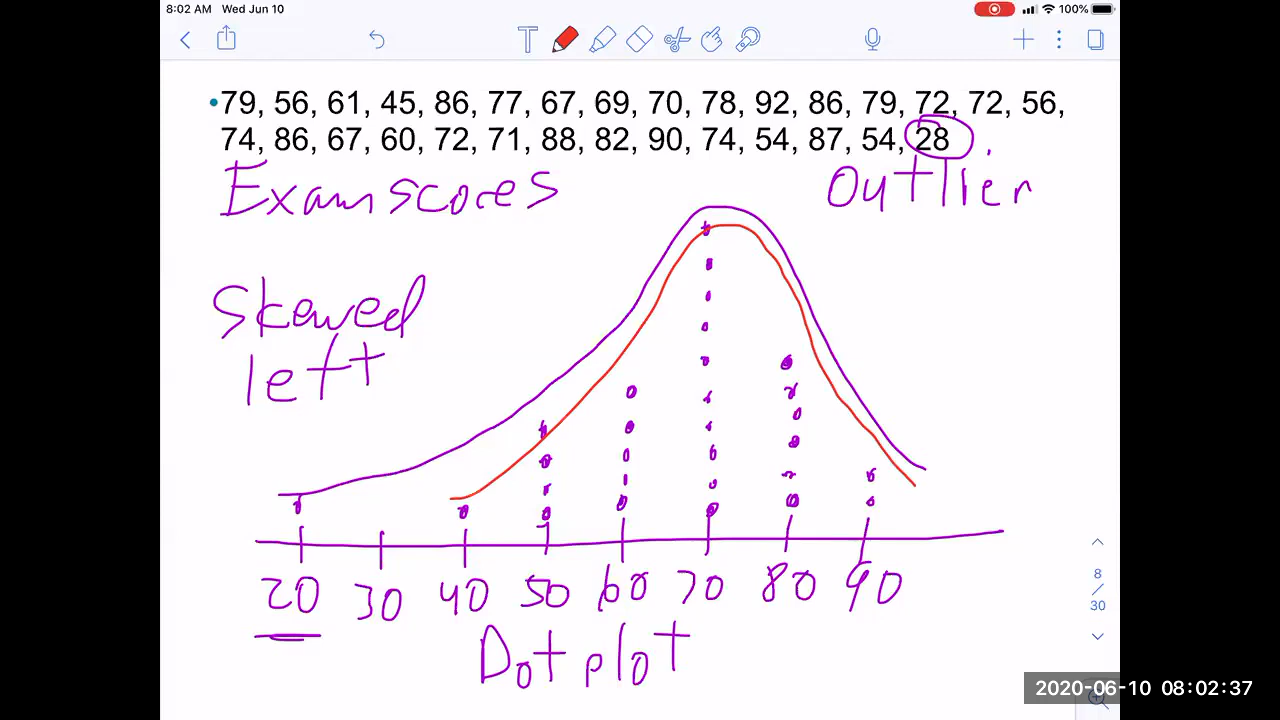 8:02 AM Wed Jun 10
100%
•79, 56, 61, 45, 86, 77, 67, 69, 70, 78, 92, 86, 79, 72, 72, 56,
74, 86, 67, 60, 72, 71, 88, 82, 90, 74, 54, 87, 54, 28
Exam scores
Outlier
Skewed
left
20 30 40 50 60 70 80 90
Dotplot
8
/
30
2020-06-10 08:02:37